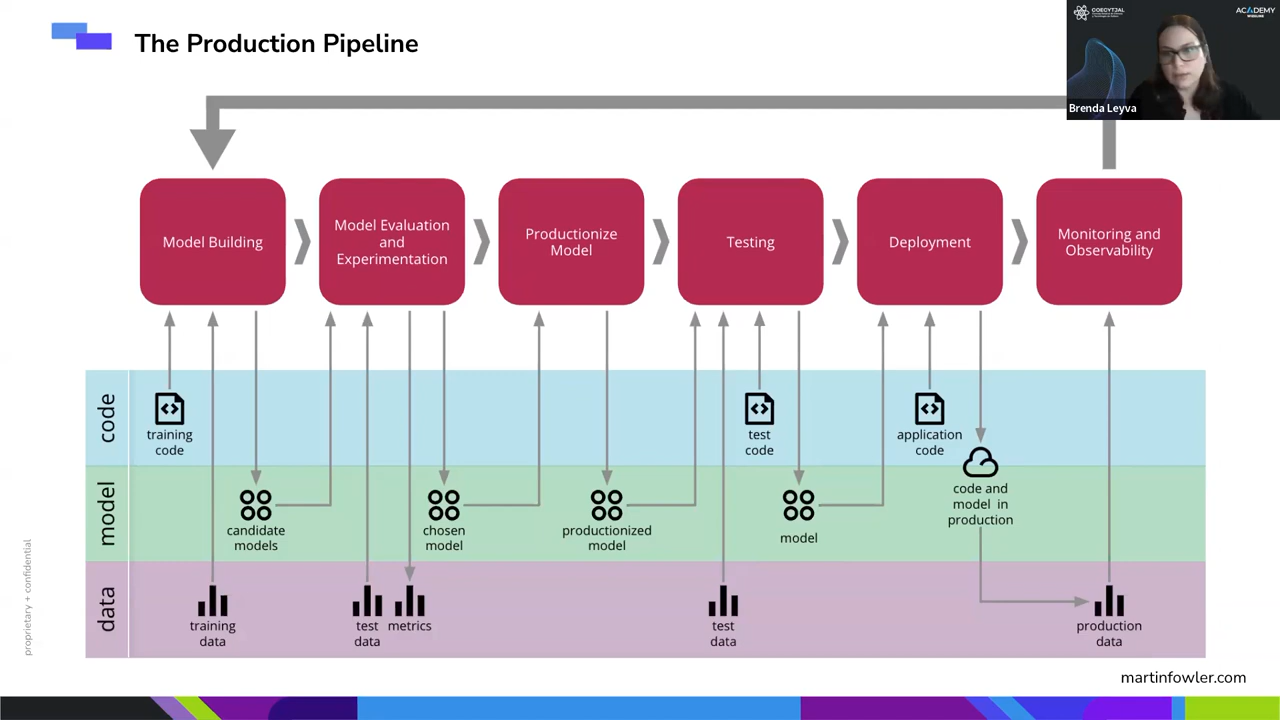 The Production Pipeline
COECYTJAL
ACADEMY
WIZELINE
Brenda Leyva
Model Building
Model Evaluation
and
Experimentation
Productionize
Model
Testing
Deployment
Monitoring and
Observability
code
training
code
test
code
application
code
model
candidate
models
chosen
model
productionized
model
model
code and
model in
production
data
training
data
test
data
metrics
test
data
production
data
proprietary + confidential
martinfowler.com